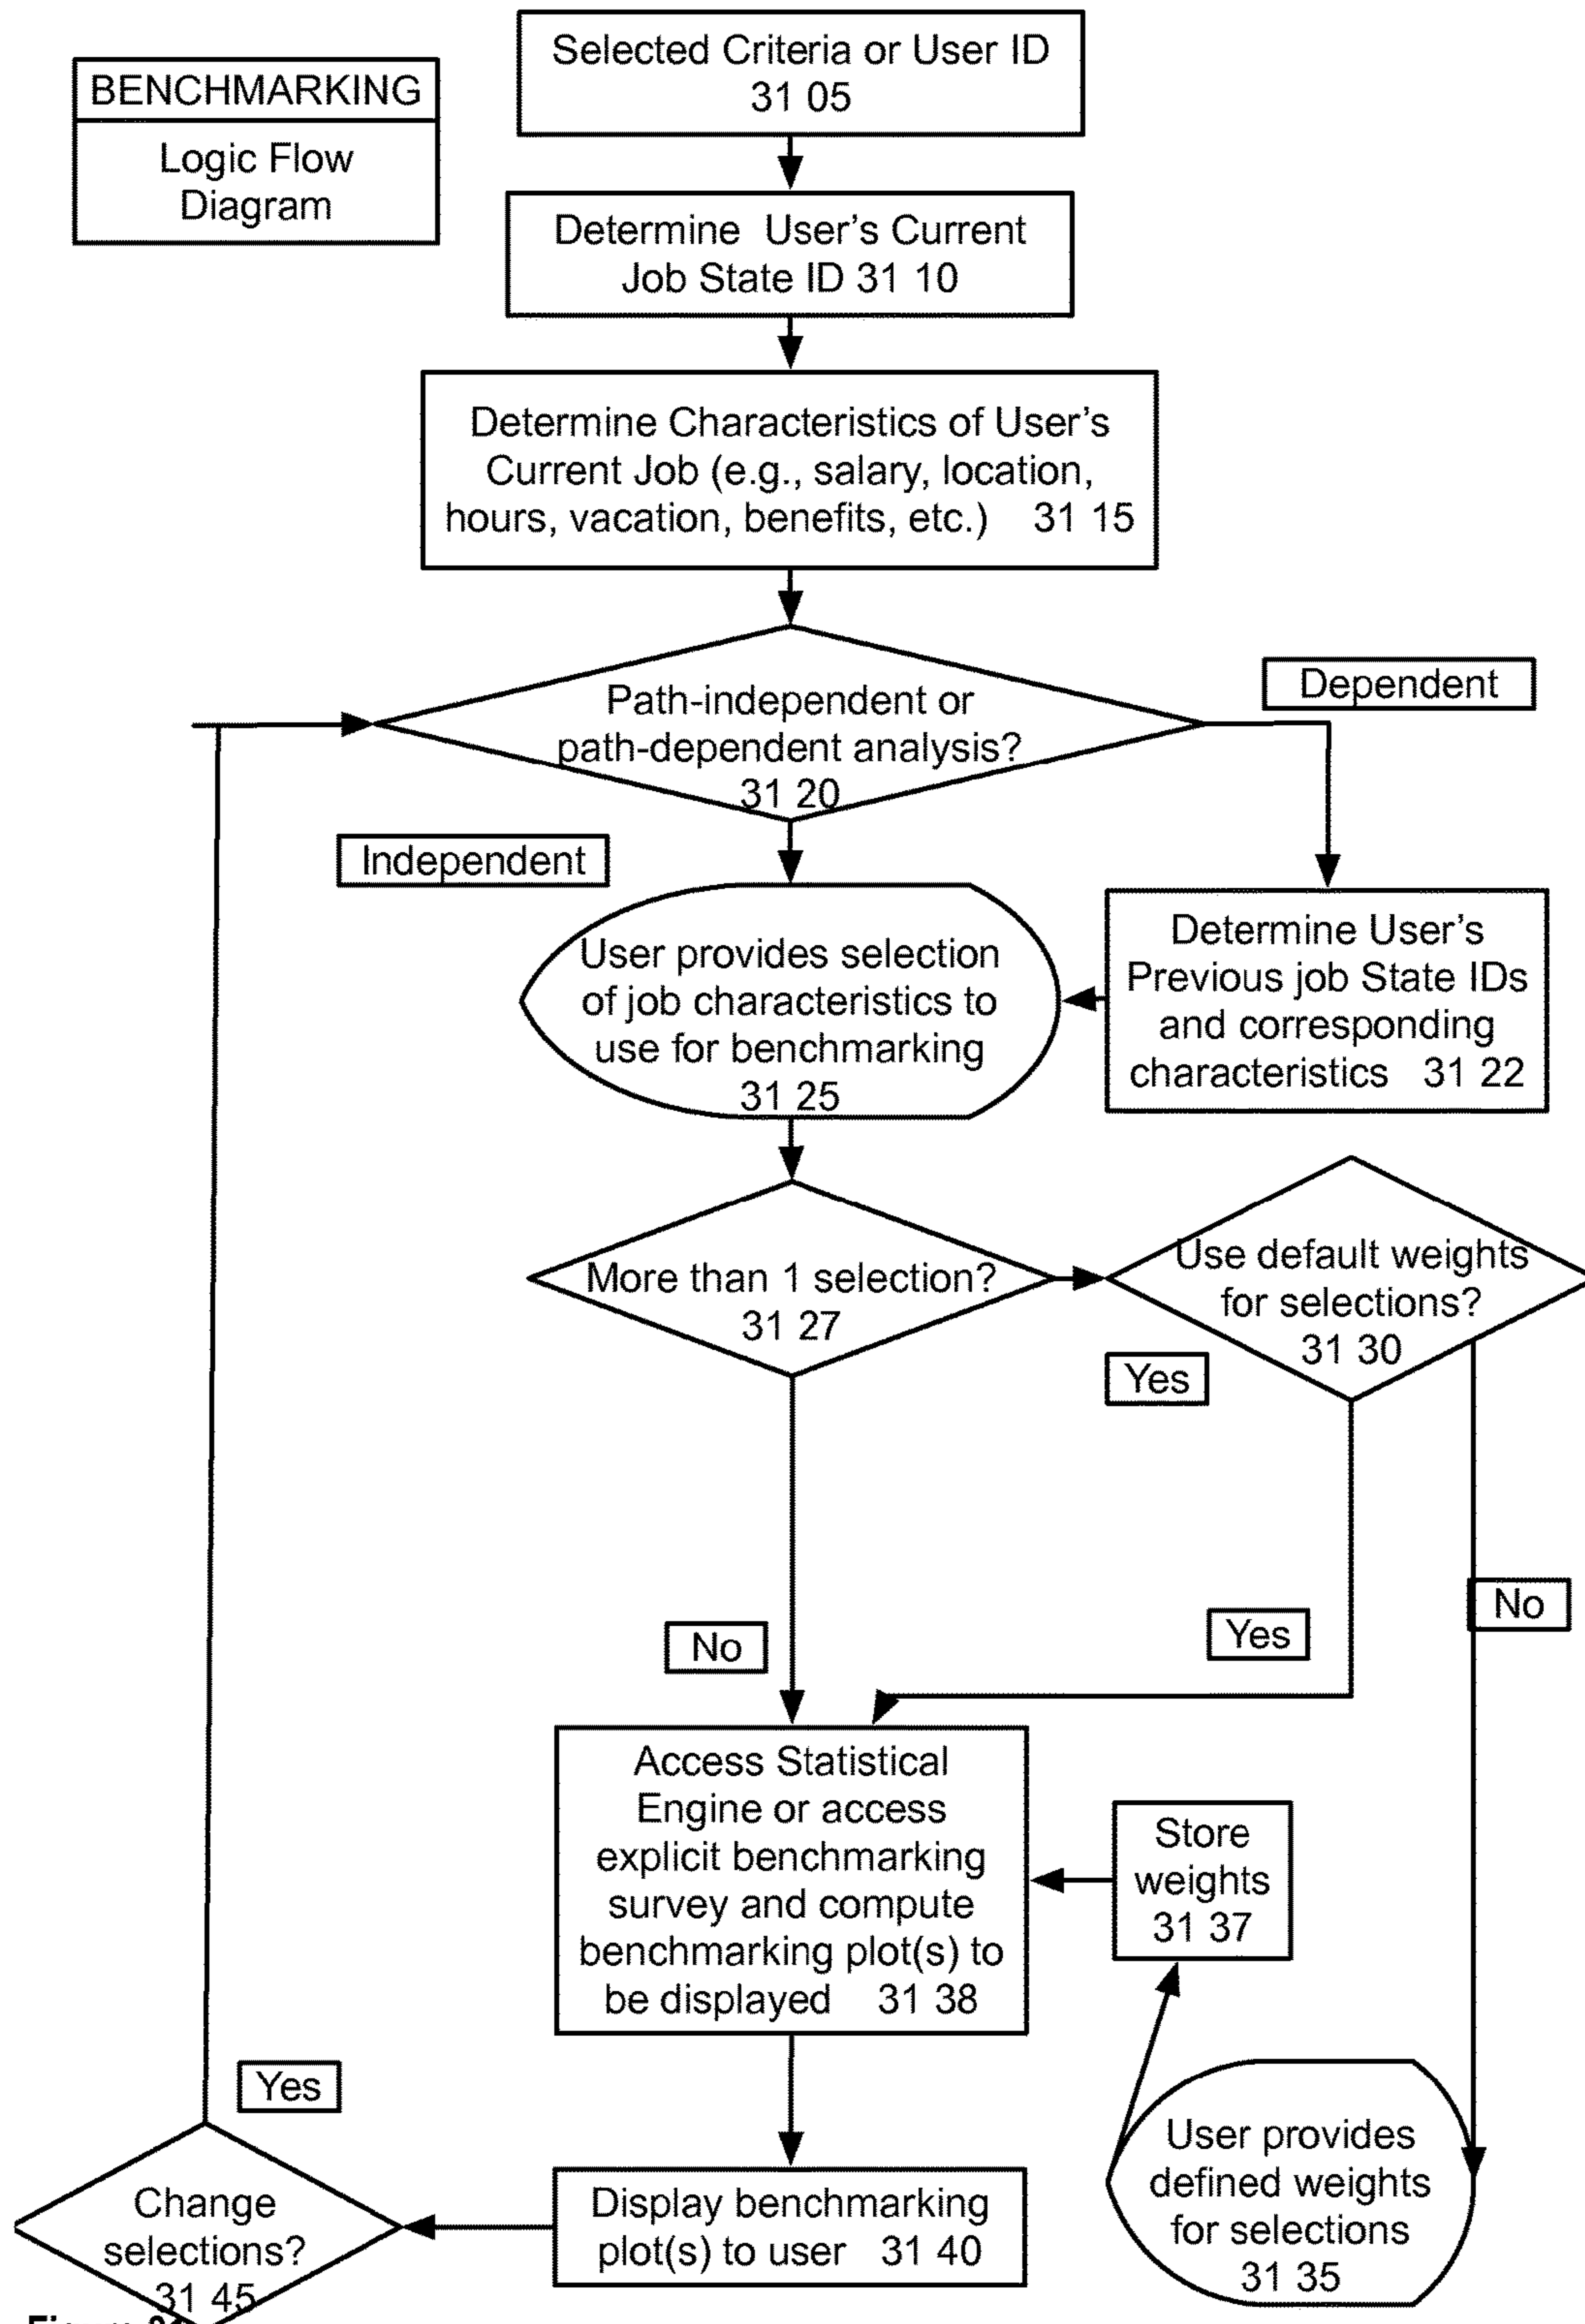 BENCHMARKING
Logic Flow
Diagram
Selected Criteria or User ID
31 05
Determine User's Current
Job State ID 31 10
Determine Characteristics of User's
Current Job (e.g., salary, location,
hours, vacation, benefits, etc.) 31 15
Path-independent or
path-dependent analysis?
31 20
Dependent
Independent
User provides selection
of job characteristics to
use for benchmarking
31 25
Determine User's
Previous job State IDs
and corresponding
characteristics 31 22
More than 1 selection?
31 27
Use default weights
for selections?
31 30
Yes
No
Yes
No
Access Statistical
Engine or access
explicit benchmarking
survey and compute
benchmarking plot(s) to
be displayed 31 38
Store
weights
31 37
Yes
User provides
defined weights
for selections
31 35
Change
selections?
31 45
Display benchmarking
plot(s) to user 31 40